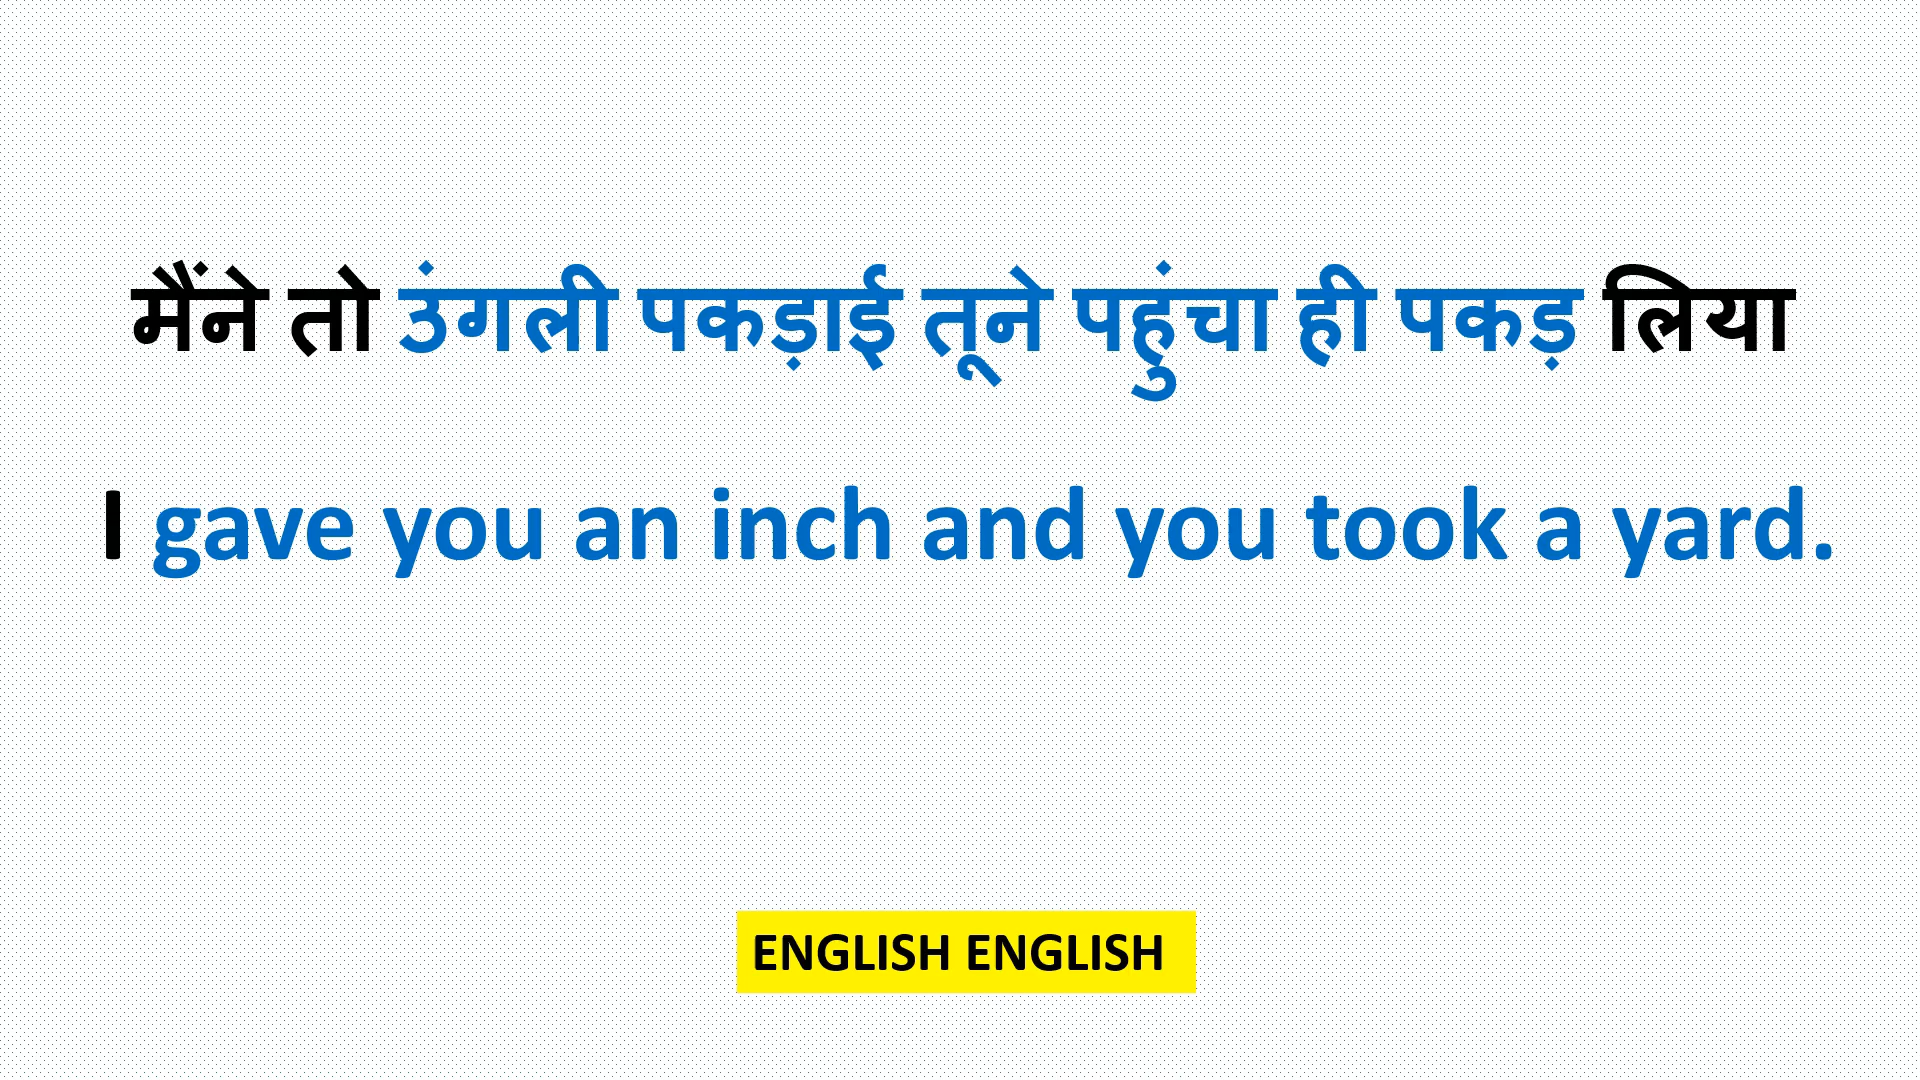 मैंने तो उंगली पकड़ाई तूने पहुंचा ही पकड़ लिया
I gave you an inch and you took a yard.
ENGLISH ENGLISH